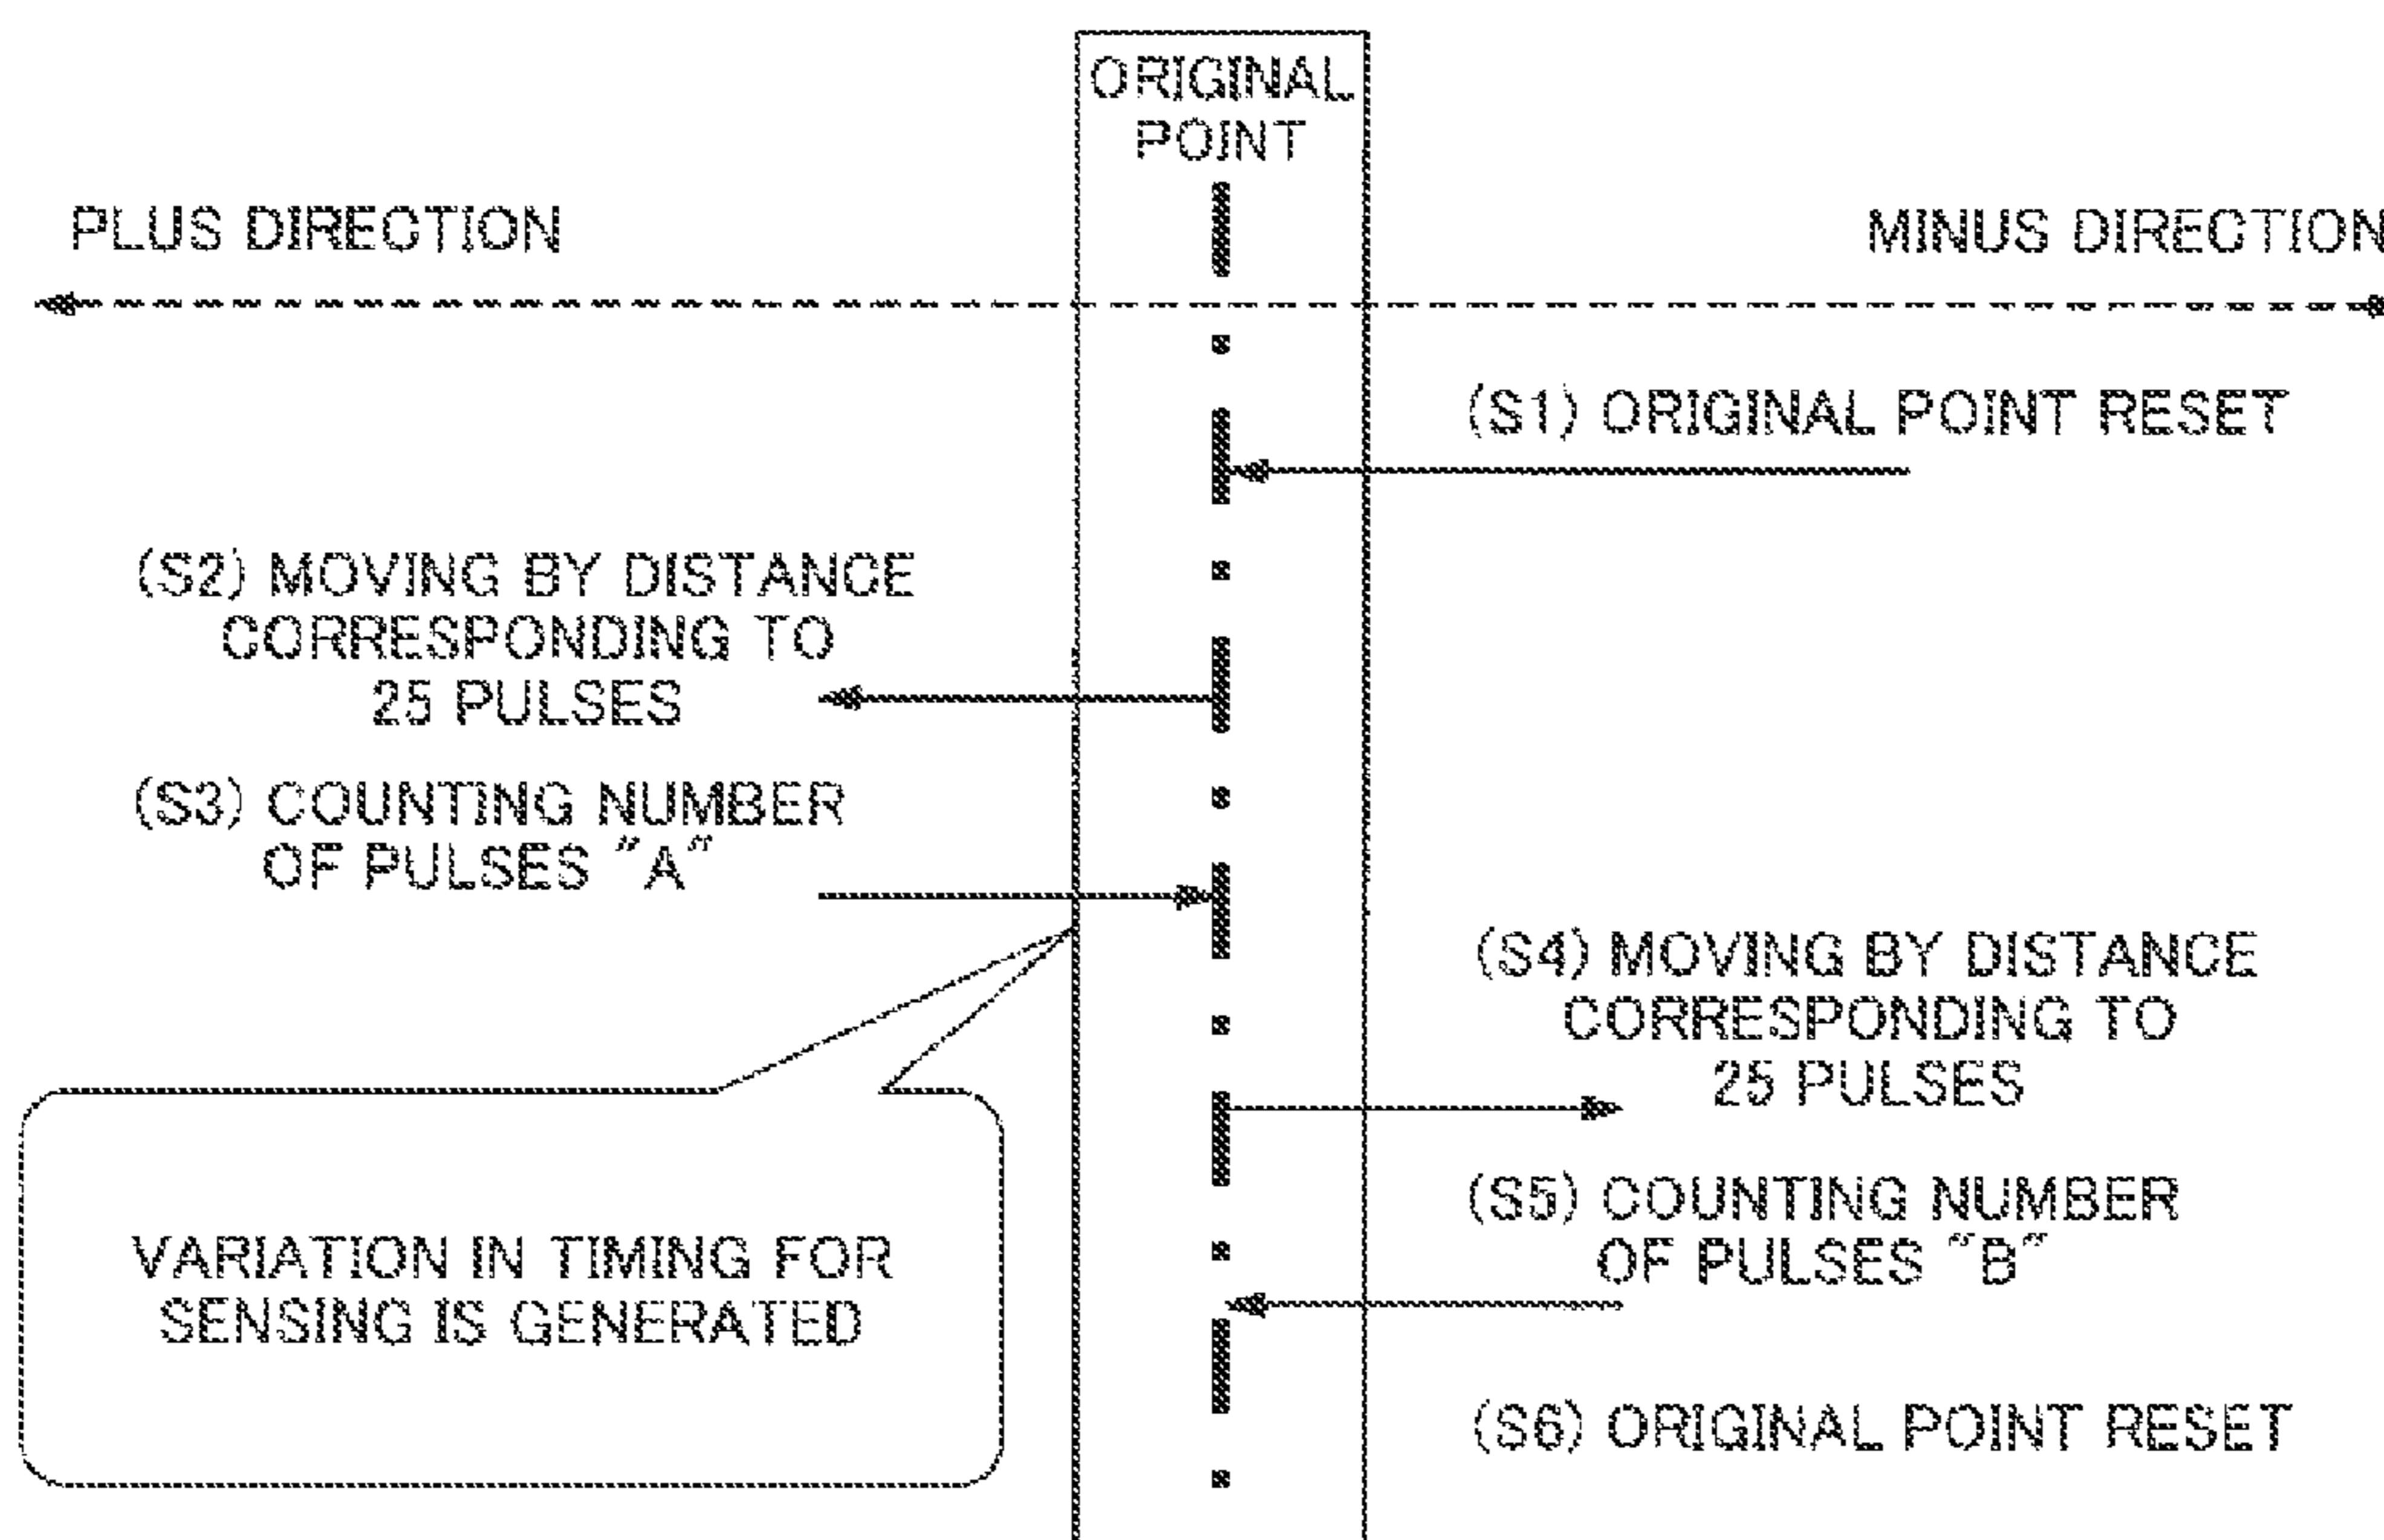 ORIGINAL
POINT
PLUS DIRECTION
MINUS DIRECTION
(S1) ORIGINAL POINT RESET
(S2) MOVING BY DISTANCE
CORRESPONDING TO
25 PULSES
(S3) COUNTING NUMBER
OF PULSES "A"
(S4) MOVING BY DISTANCE
CORRESPONDING TO
25 PULSES
(S5) COUNTING NUMBER
OF PULSES "B"
VARIATION IN TIMING FOR
SENSING IS GENERATED
(S6) ORIGINAL POINT RESET